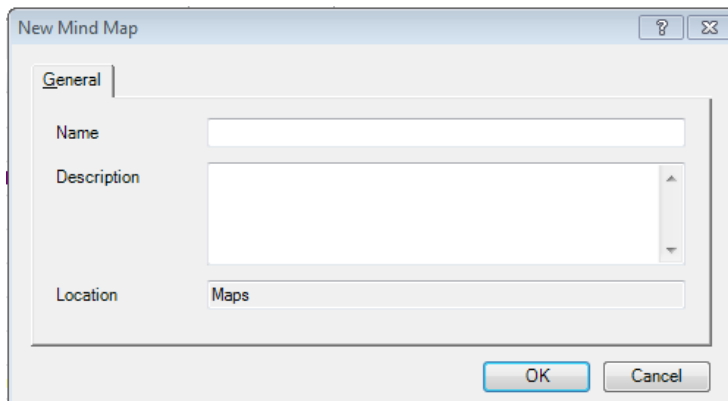 New Mind Map
General
Name
Description
Location Maps
OK Cancel